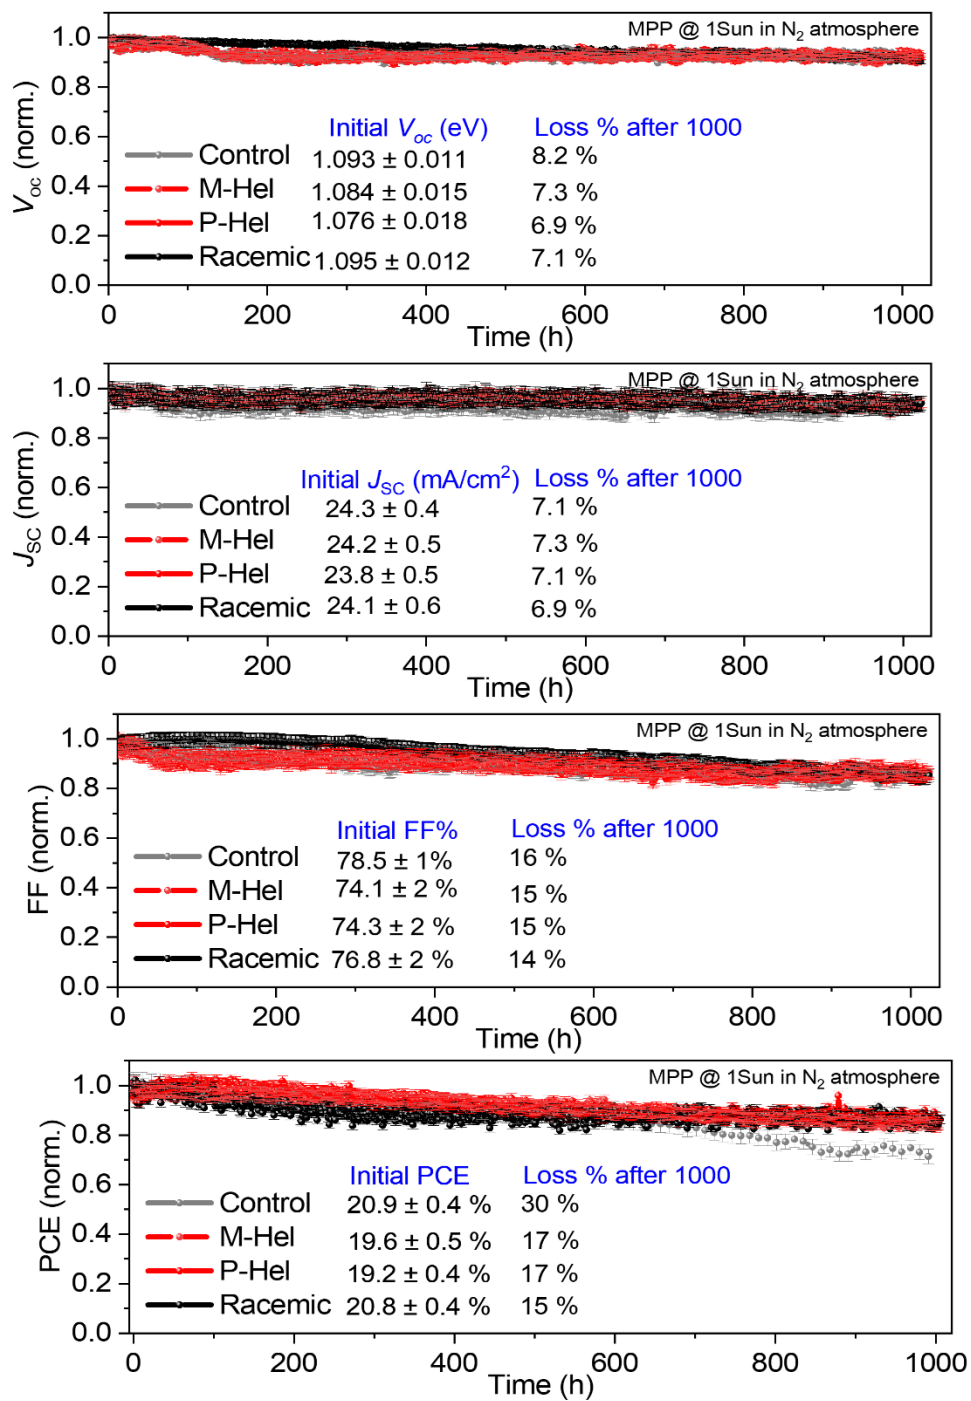 MPP @ 1Sun in N2 atmosphere
Voc (norm.)
1.0
0.8
0.6
0.4
0.2
0.0
Initial Voc (eV) Loss % after 1000
Control 1.093 ± 0.011 8.2 %
M-Hel 1.084 ± 0.015 7.3 %
P-Hel 1.076 ± 0.018 6.9 %
Racemic 1.095 ± 0.012 7.1 %
0 200 400 600 800 1000
Time (h)
MPP @ 1Sun in N2 atmosphere
JSC (norm.)
1.0
0.8
0.6
0.4
0.2
0.0
Initial JSC (mA/cm2) Loss % after 1000
Control 24.3 ± 0.4 7.1 %
M-Hel 24.2 ± 0.5 7.3 %
P-Hel 23.8 ± 0.5 7.1 %
Racemic 24.1 ± 0.6 6.9 %
0 200 400 600 800 1000
Time (h)
MPP @ 1Sun in N2 atmosphere
FF (norm.)
1.0
0.8
0.6
0.4
0.2
0.0
Initial FF% Loss % after 1000
Control 78.5 ± 1% 16 %
M-Hel 74.1 ± 2 % 15 %
P-Hel 74.3 ± 2 % 15 %
Racemic 76.8 ± 2 % 14 %
0 200 400 600 800 1000
Time (h)
MPP @ 1Sun in N2 atmosphere
PCE (norm.)
1.0
0.8
0.6
0.4
0.2
0.0
Initial PCE Loss % after 1000
Control 20.9 ± 0.4 % 30 %
M-Hel 19.6 ± 0.5 % 17 %
P-Hel 19.2 ± 0.4 % 17 %
Racemic 20.8 ± 0.4 % 15 %
0 200 400 600 800 1000
Time (h)